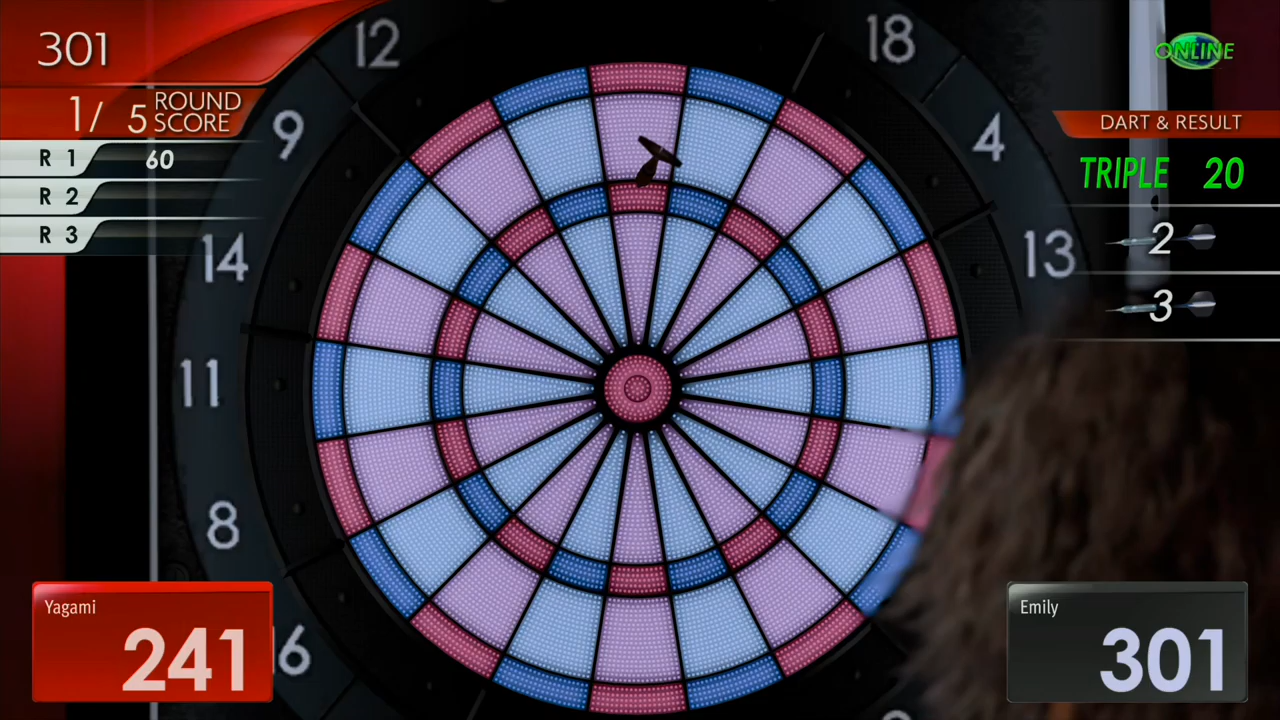 301
1/ 5 ROUND SCORE
R 1 60
R 2
R 3
12
18
9
4
14
13
11
8
16
ONLINE
DART & RESULT
TRIPLE 20
2
3
Yagami
241
Emily
301